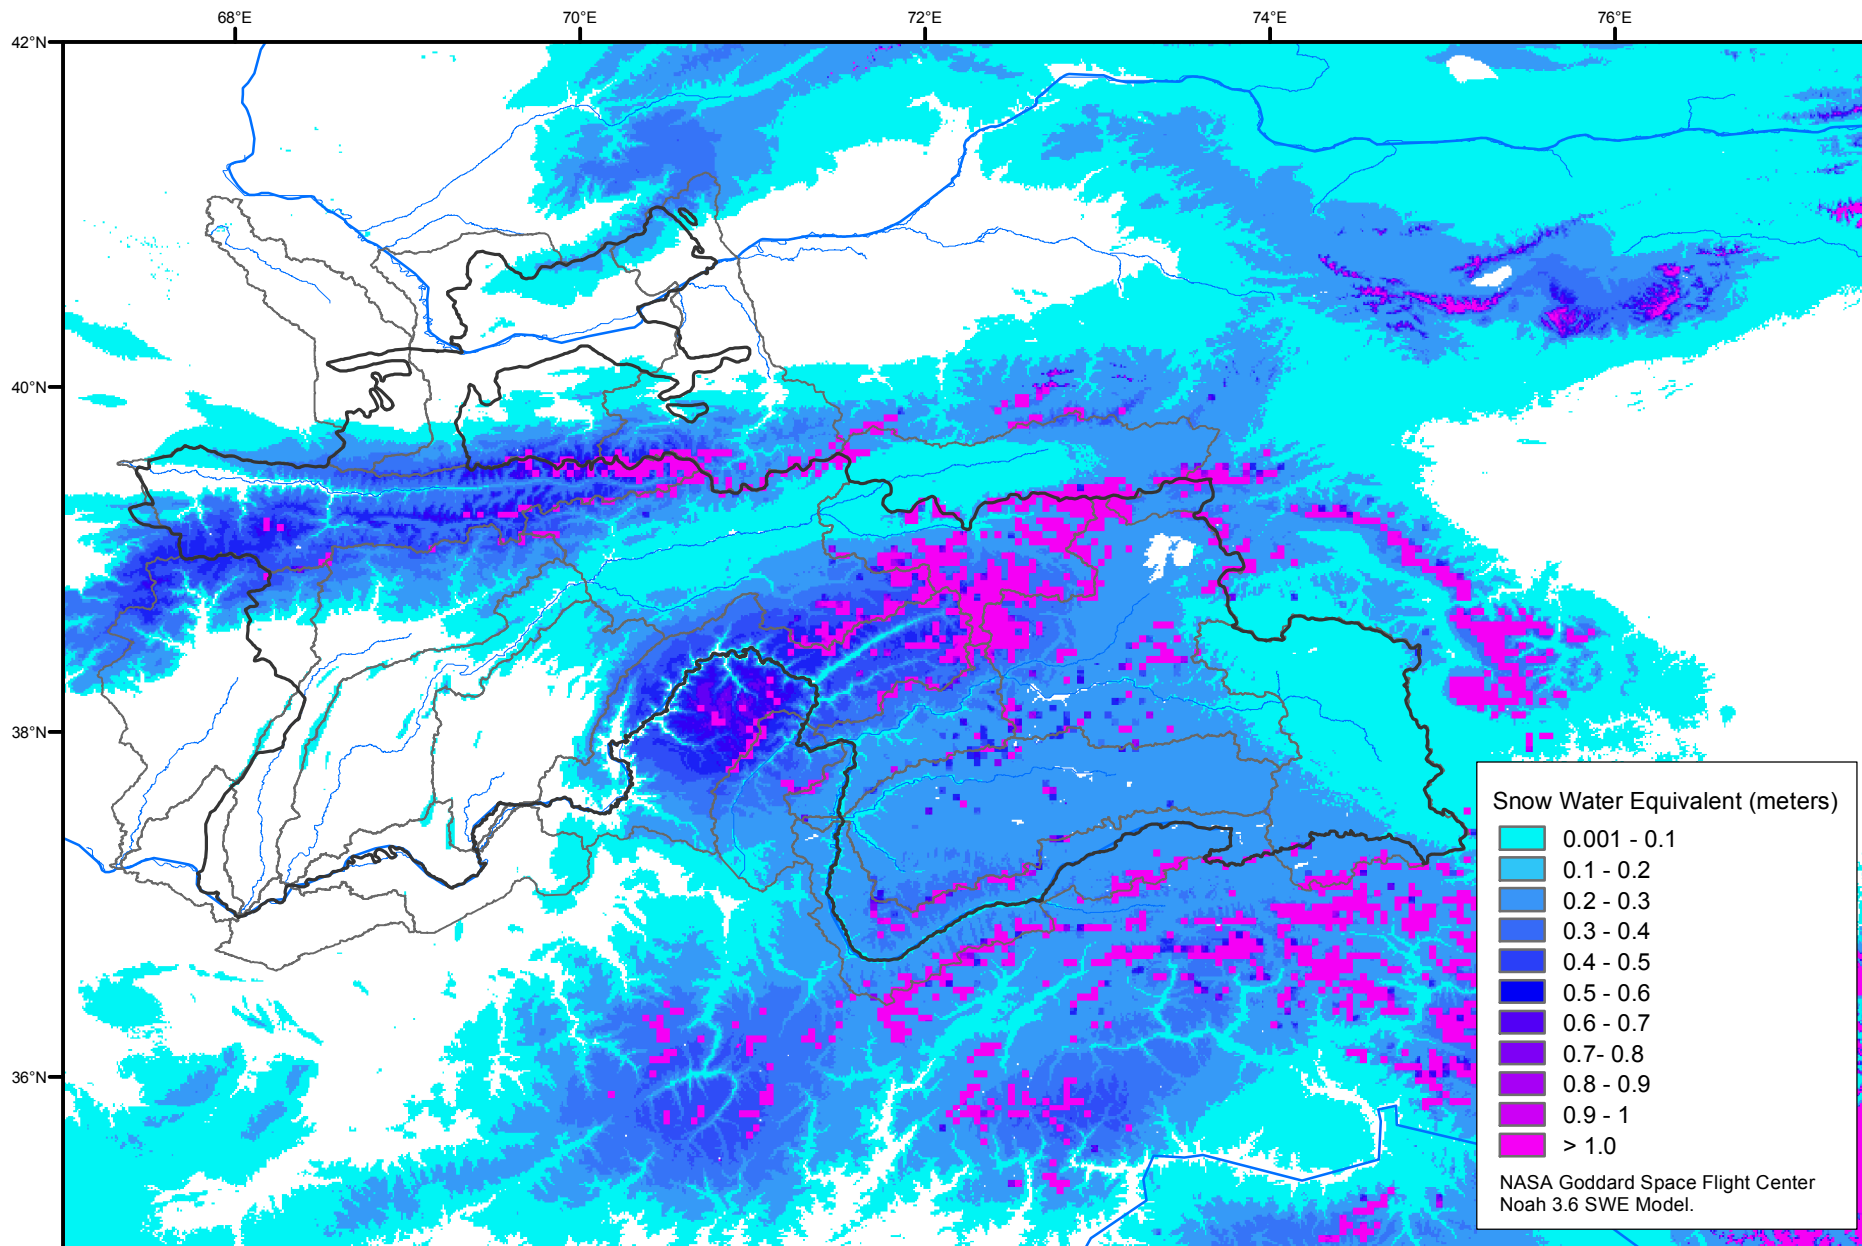 68°E
70°E
72°E
74°E
76°E
42°N
40°N
38°N
36°N
Snow Water Equivalent (meters)
0.001 - 0.1
0.1 - 0.2
0.2 - 0.3
0.3 - 0.4
0.4 - 0.5
0.5 - 0.6
0.6 - 0.7
0.7- 0.8
0.8 - 0.9
0.9 - 1
> 1.0
NASA Goddard Space Flight Center
Noah 3.6 SWE Model.